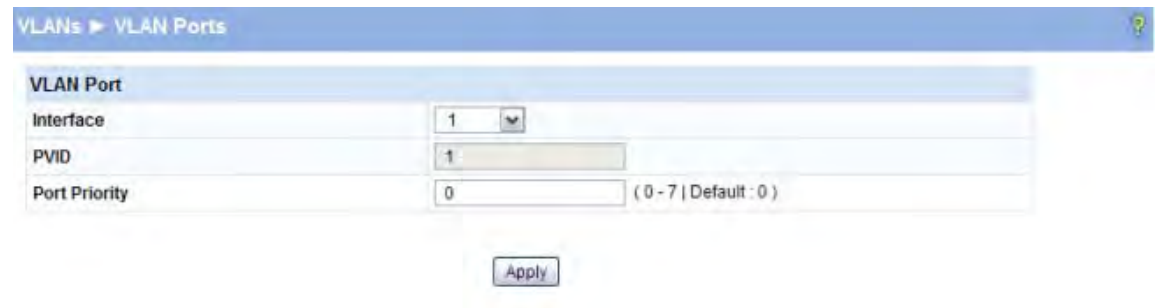 VLANs ► VLAN Ports ?
VLAN Port
Interface 1
PVID 1
Port Priority 0 ( 0 - 7 | Default : 0 )
Apply